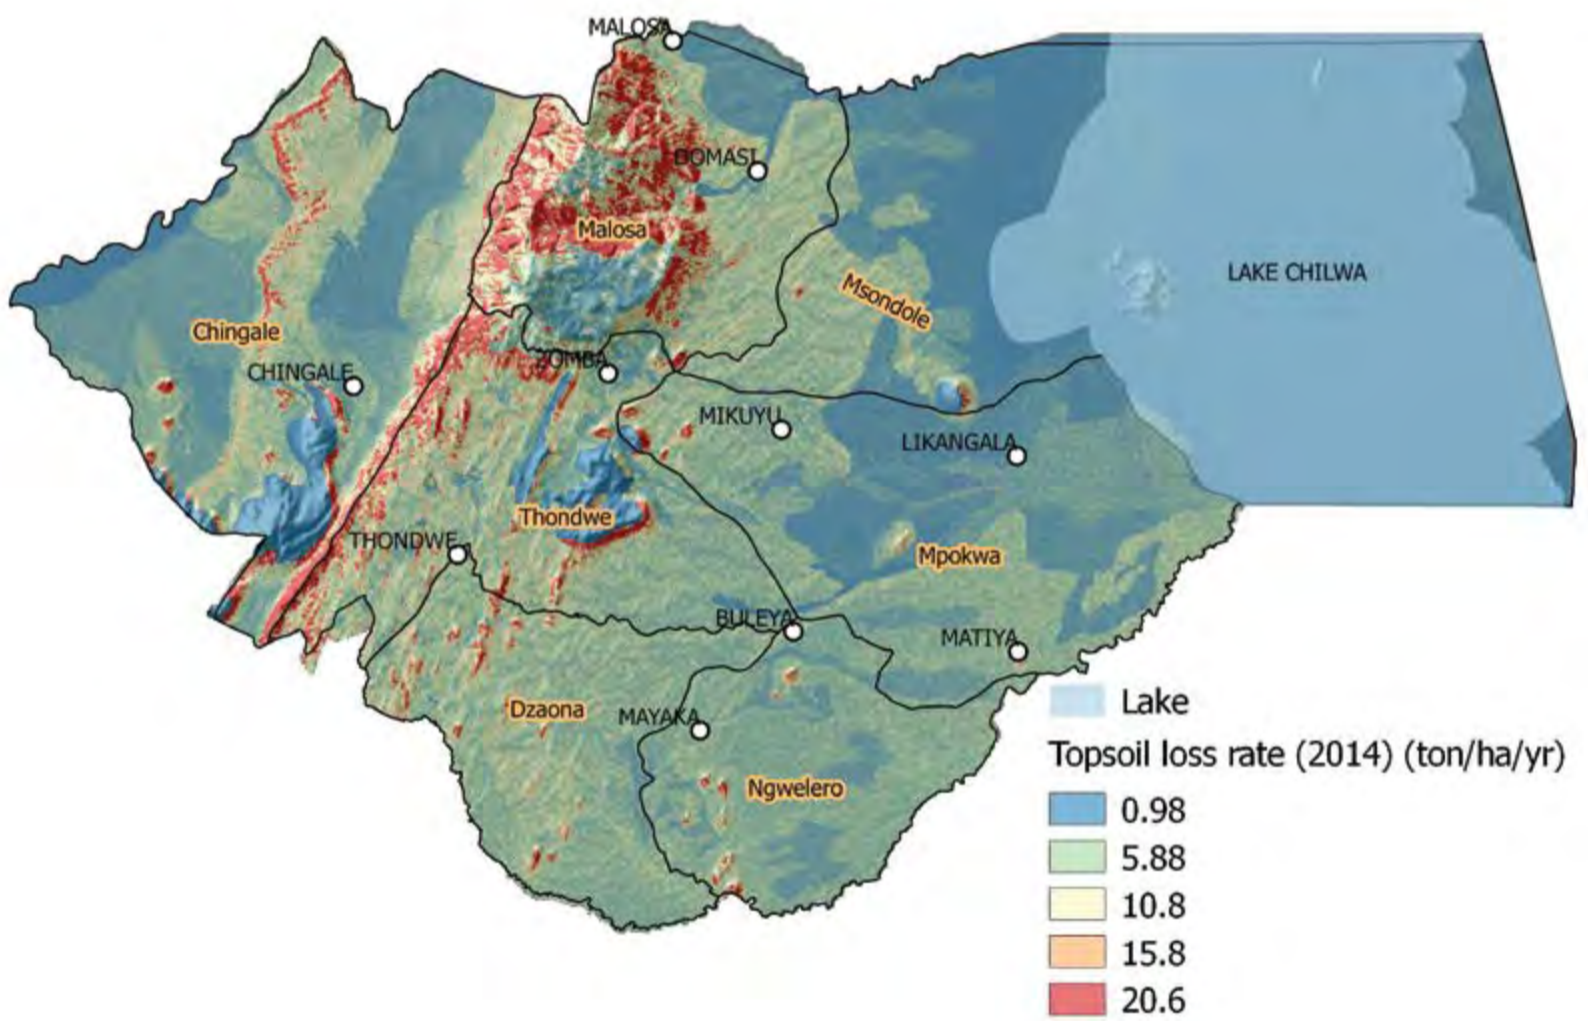 MALOSA
DOMASI
Malosa
LAKE CHILWA
Msondole
Chingale
CHINGALE
ZOMBA
MIKUYU
LIKANGALA
Thondwe
THONDWE
Mpokwa
BULEYA
MATIYA
Dzaona
MAYAKA
Ngwelero
Lake
Topsoil loss rate (2014) (ton/ha/yr)
0.98
5.88
10.8
15.8
20.6